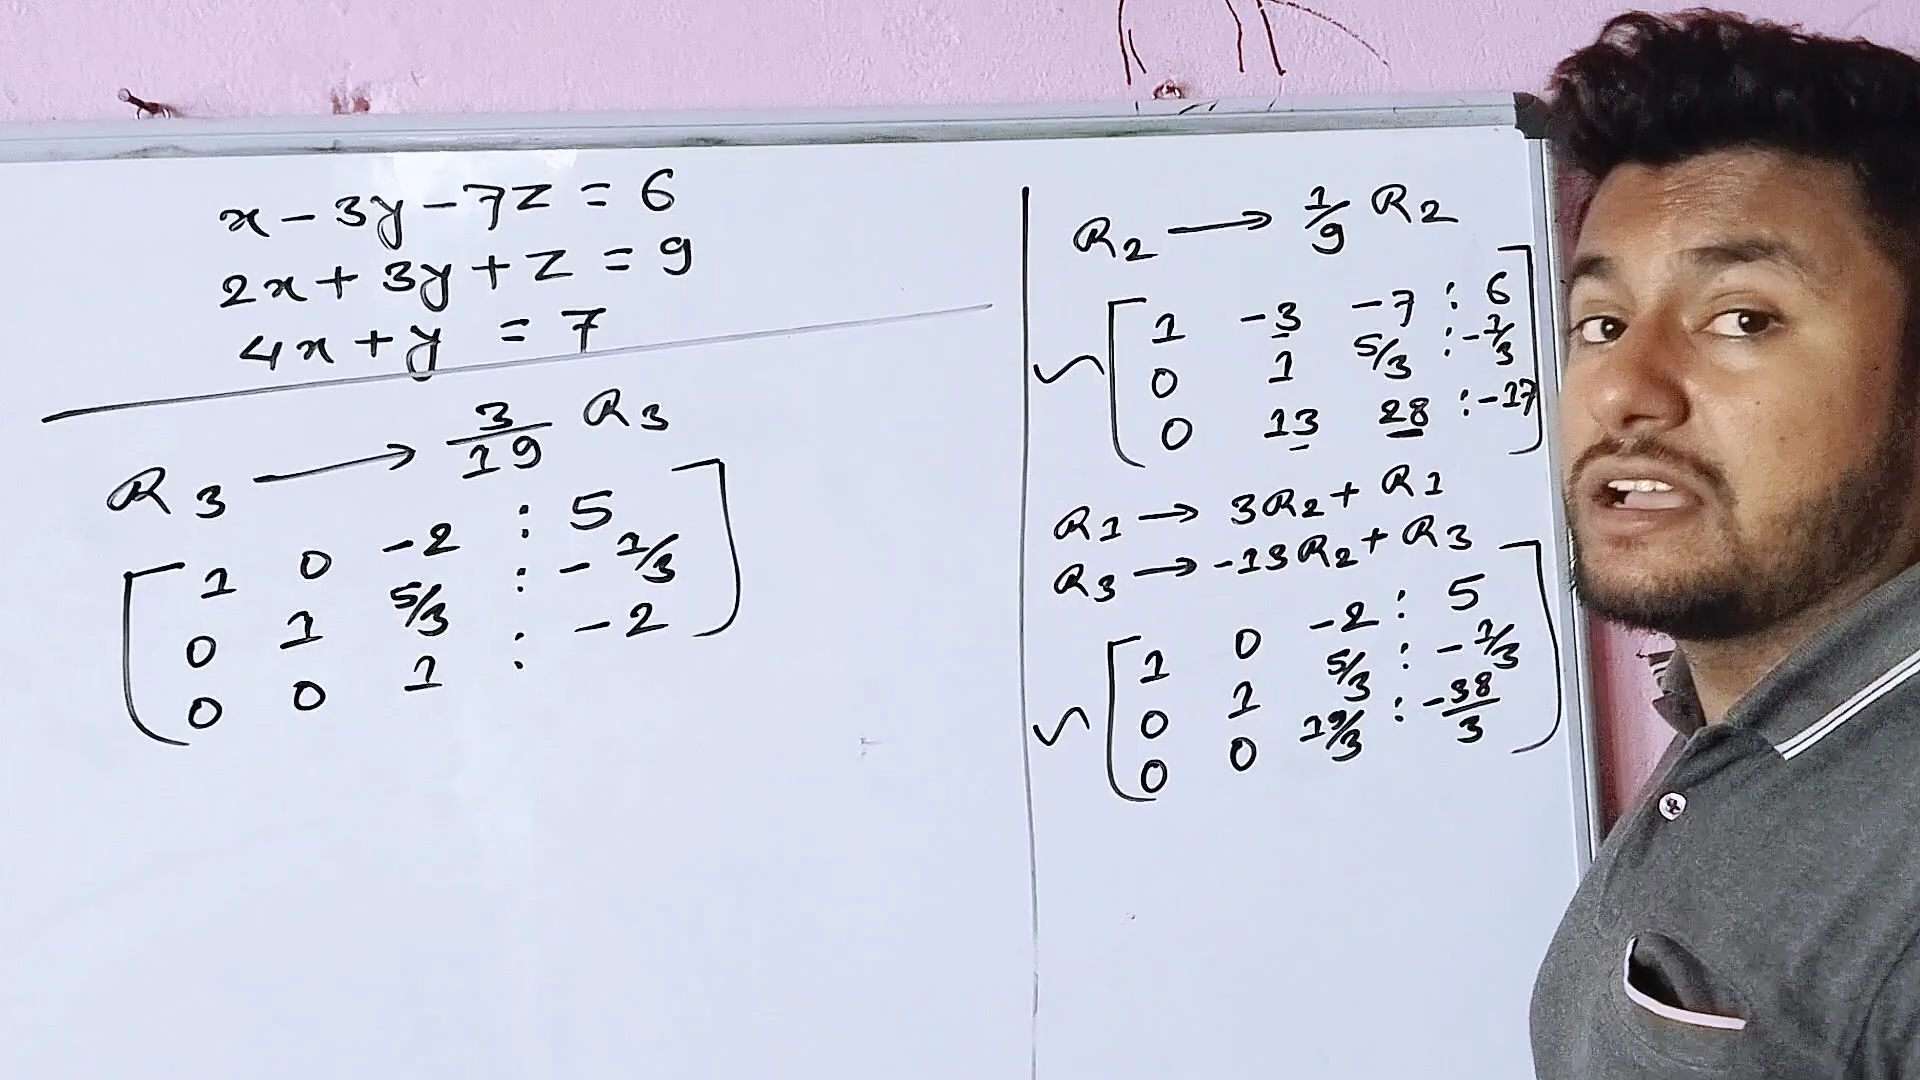 x - 3y - 7z = 6
2x + 3y + z = 9
4x + y = 7
R3 → 3/19 R3
[ 1 0 -2 : 5 ]
[ 0 1 5/3 : -1/3 ]
[ 0 0 1 : -2 ]
R2 → 1/9 R2
~ [ 1 -3 -7 : 6 ]
[ 0 1 5/3 : -1/3 ]
[ 0 13 28 : -17 ]
R1 → 3R2 + R1
R3 → -13R2 + R3
~ [ 1 0 -2 : 5 ]
[ 0 1 5/3 : -1/3 ]
[ 0 0 19/3 : -38/3 ]